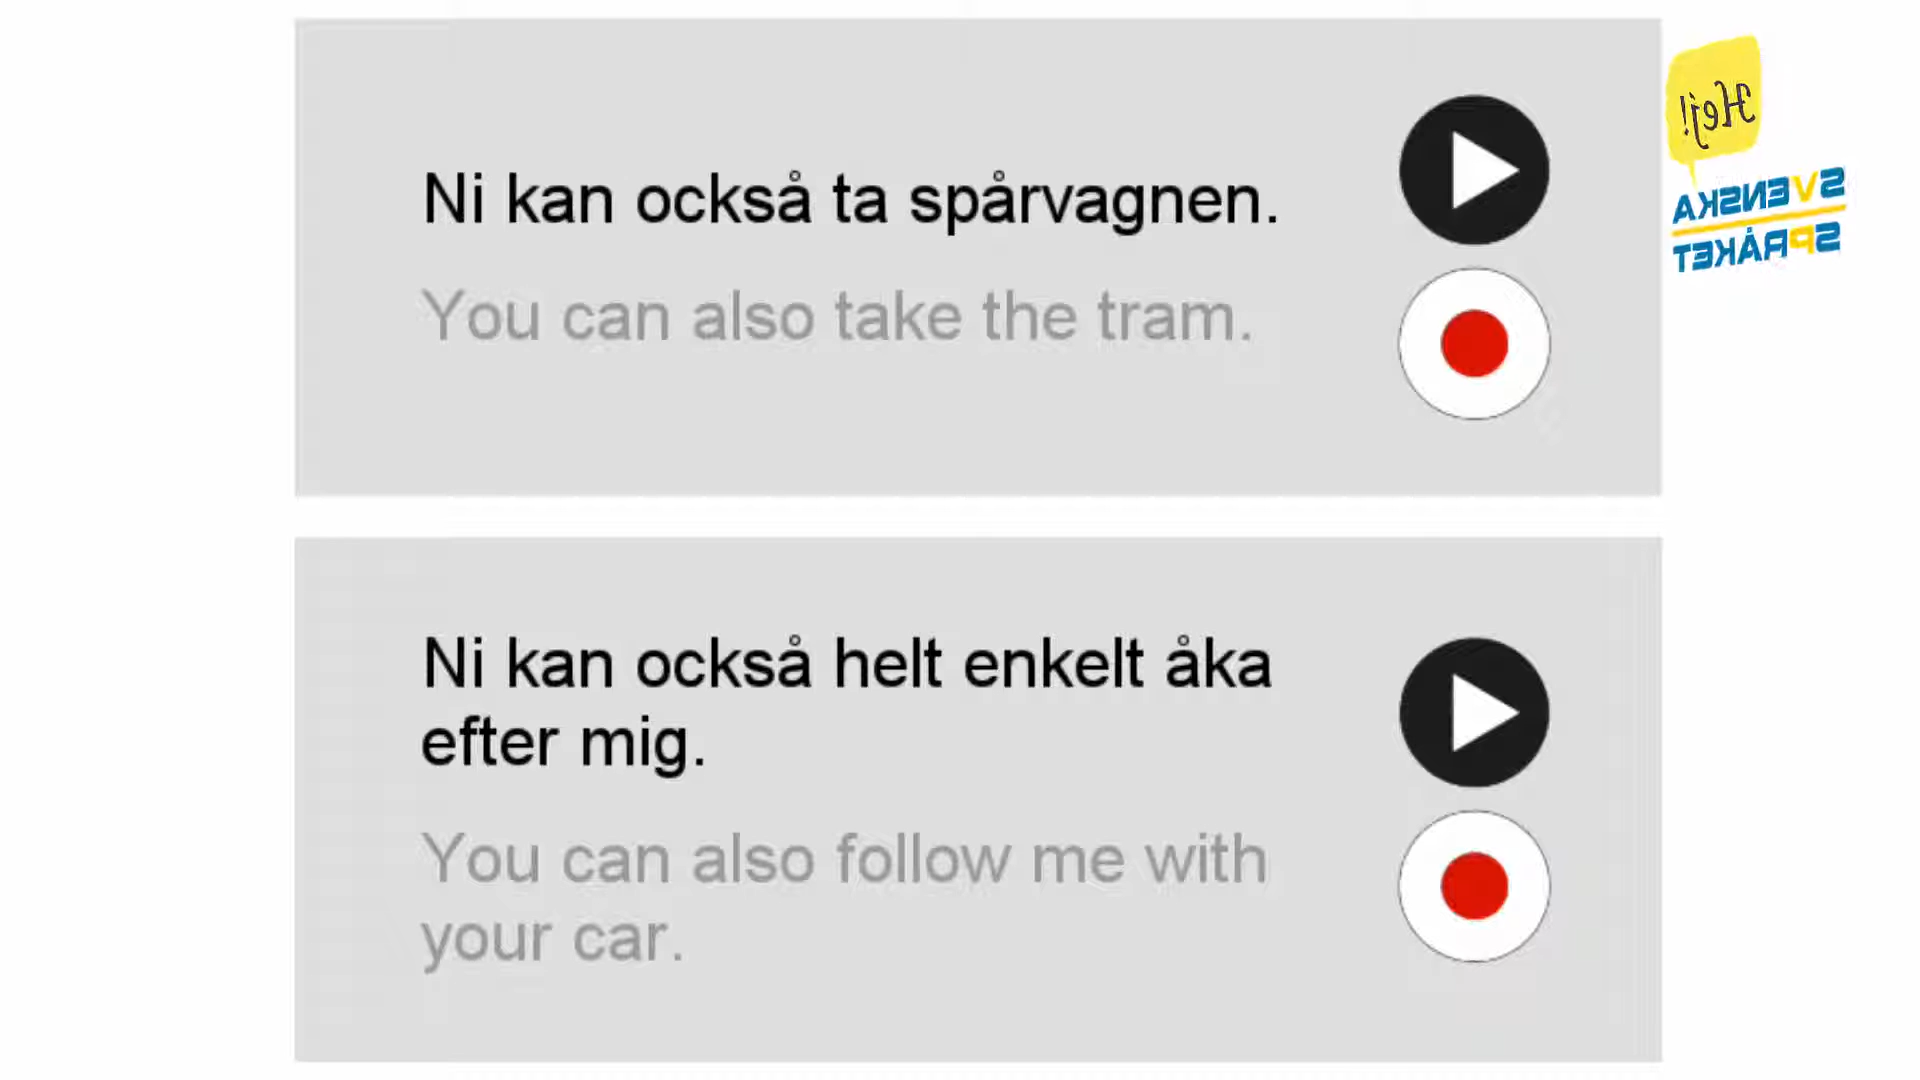 Ni kan också ta spårvagnen.
You can also take the tram.
Ni kan också helt enkelt åka
efter mig.
You can also follow me with
your car.
Hej!
SVENSKA
SPRÅKET